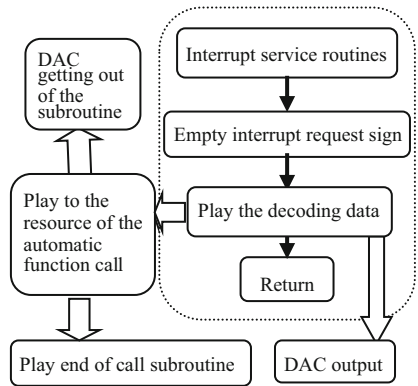 DAC
getting out
of the
subroutine
Interrupt service routines
Empty interrupt request sign
Play to the
resource of the
automatic
function call
Play the decoding data
Return
Play end of call subroutine
DAC output